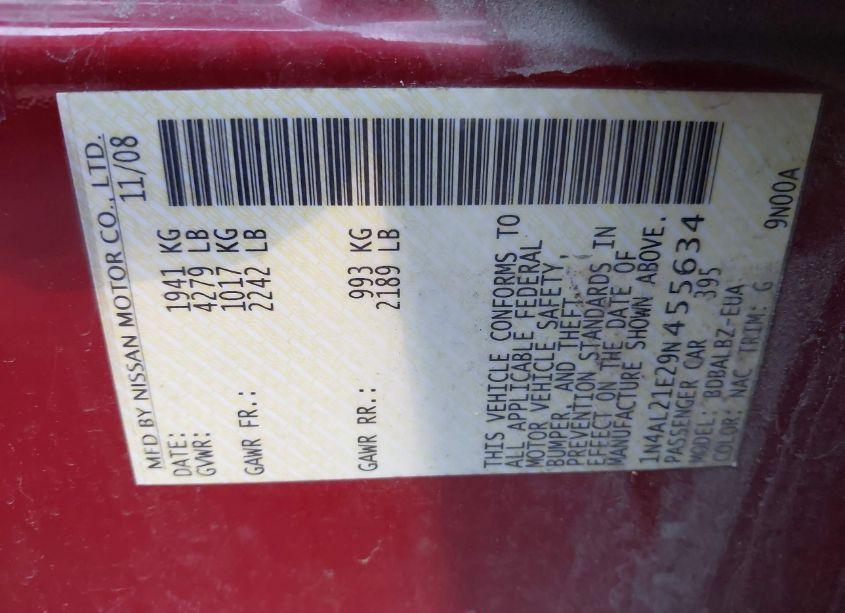 MFD BY NISSAN MOTOR CO., LTD.
DATE: 11/08
GVWR: 1941 KG
4279 LB
GAWR FR.: 1017 KG
2242 LB
GAWR RR.: 993 KG
2189 LB
THIS VEHICLE CONFORMS TO
ALL APPLICABLE FEDERAL
MOTOR VEHICLE SAFETY,
BUMPER, AND THEFT
PREVENTION STANDARDS IN
EFFECT ON THE DATE OF
MANUFACTURE SHOWN ABOVE.
1N4AL21E29N455634
PASSENGER CAR 395
MODEL: BDBALBZ-EUA
COLOR: NAC TRIM: G
9N00A